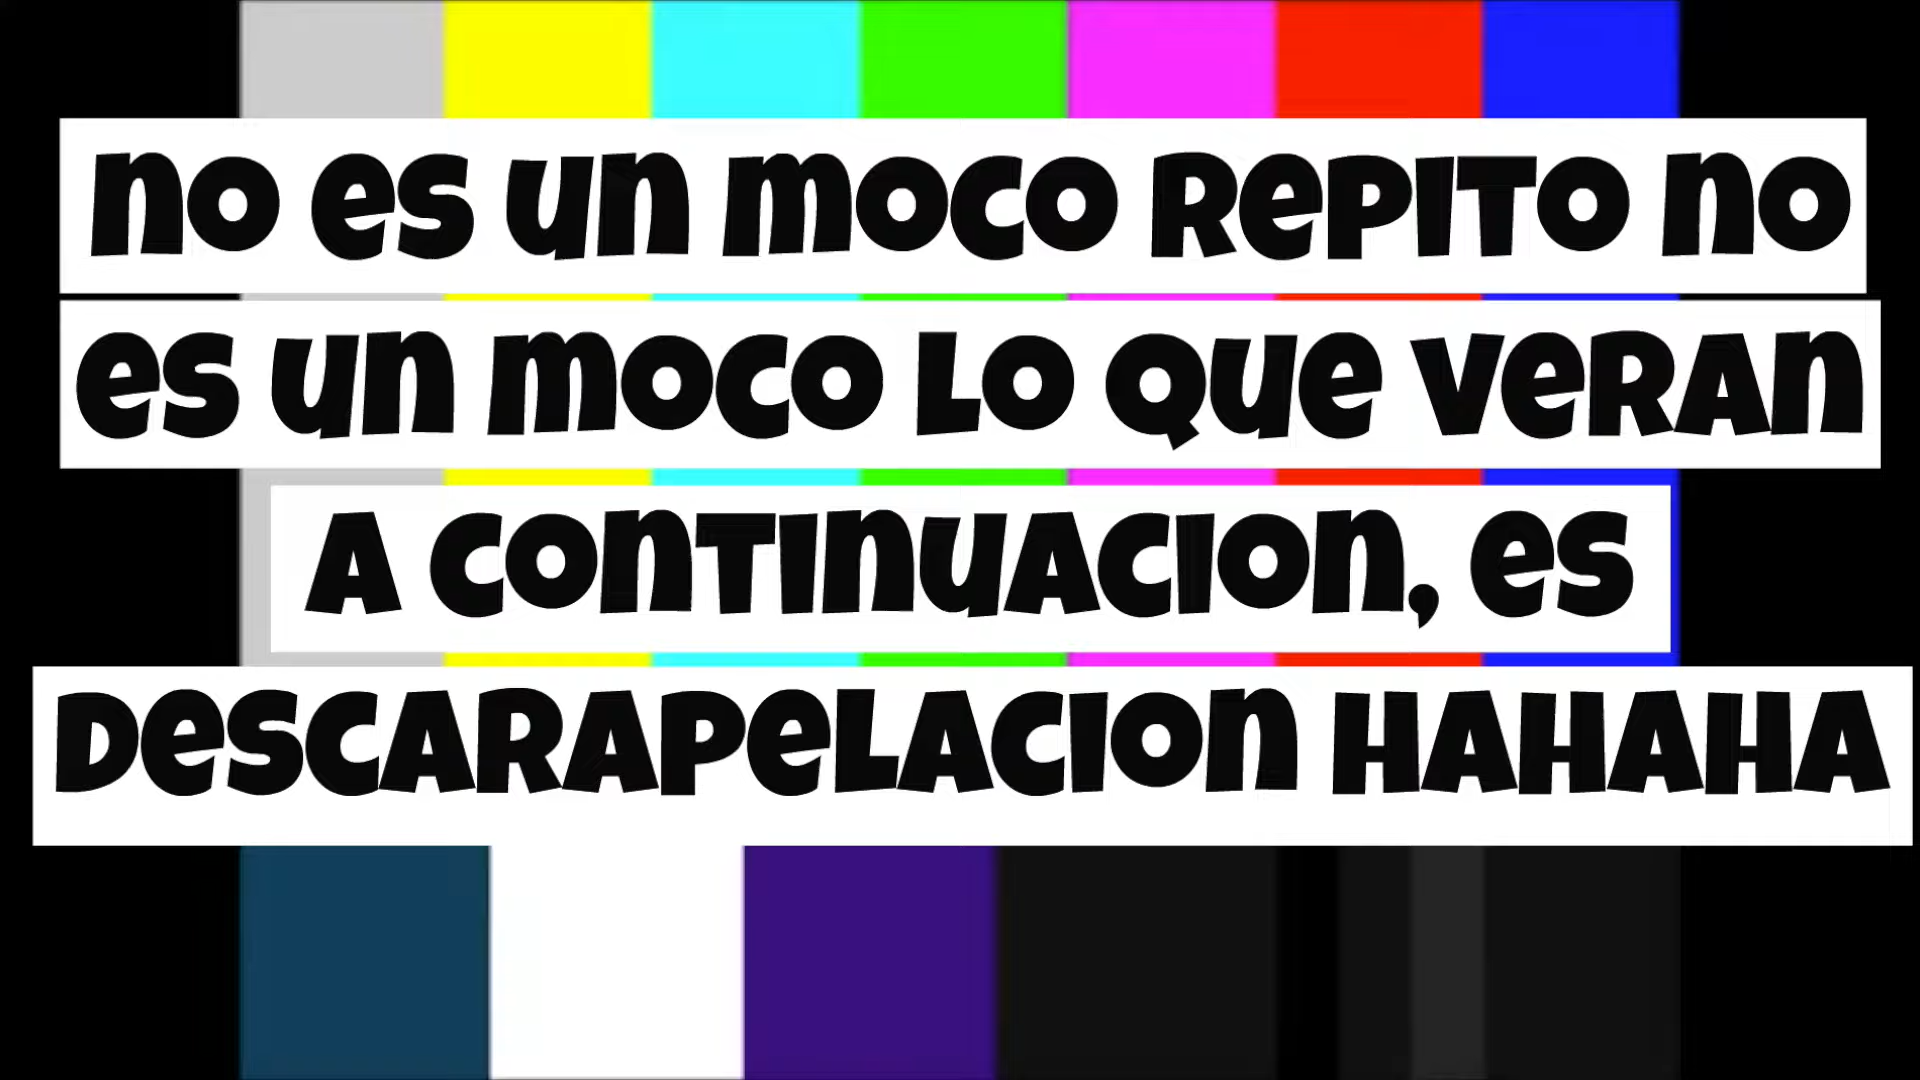 no es un moco Repito no
es un moco Lo que veran
a continuacion, es
Descarapelacion Hahaha